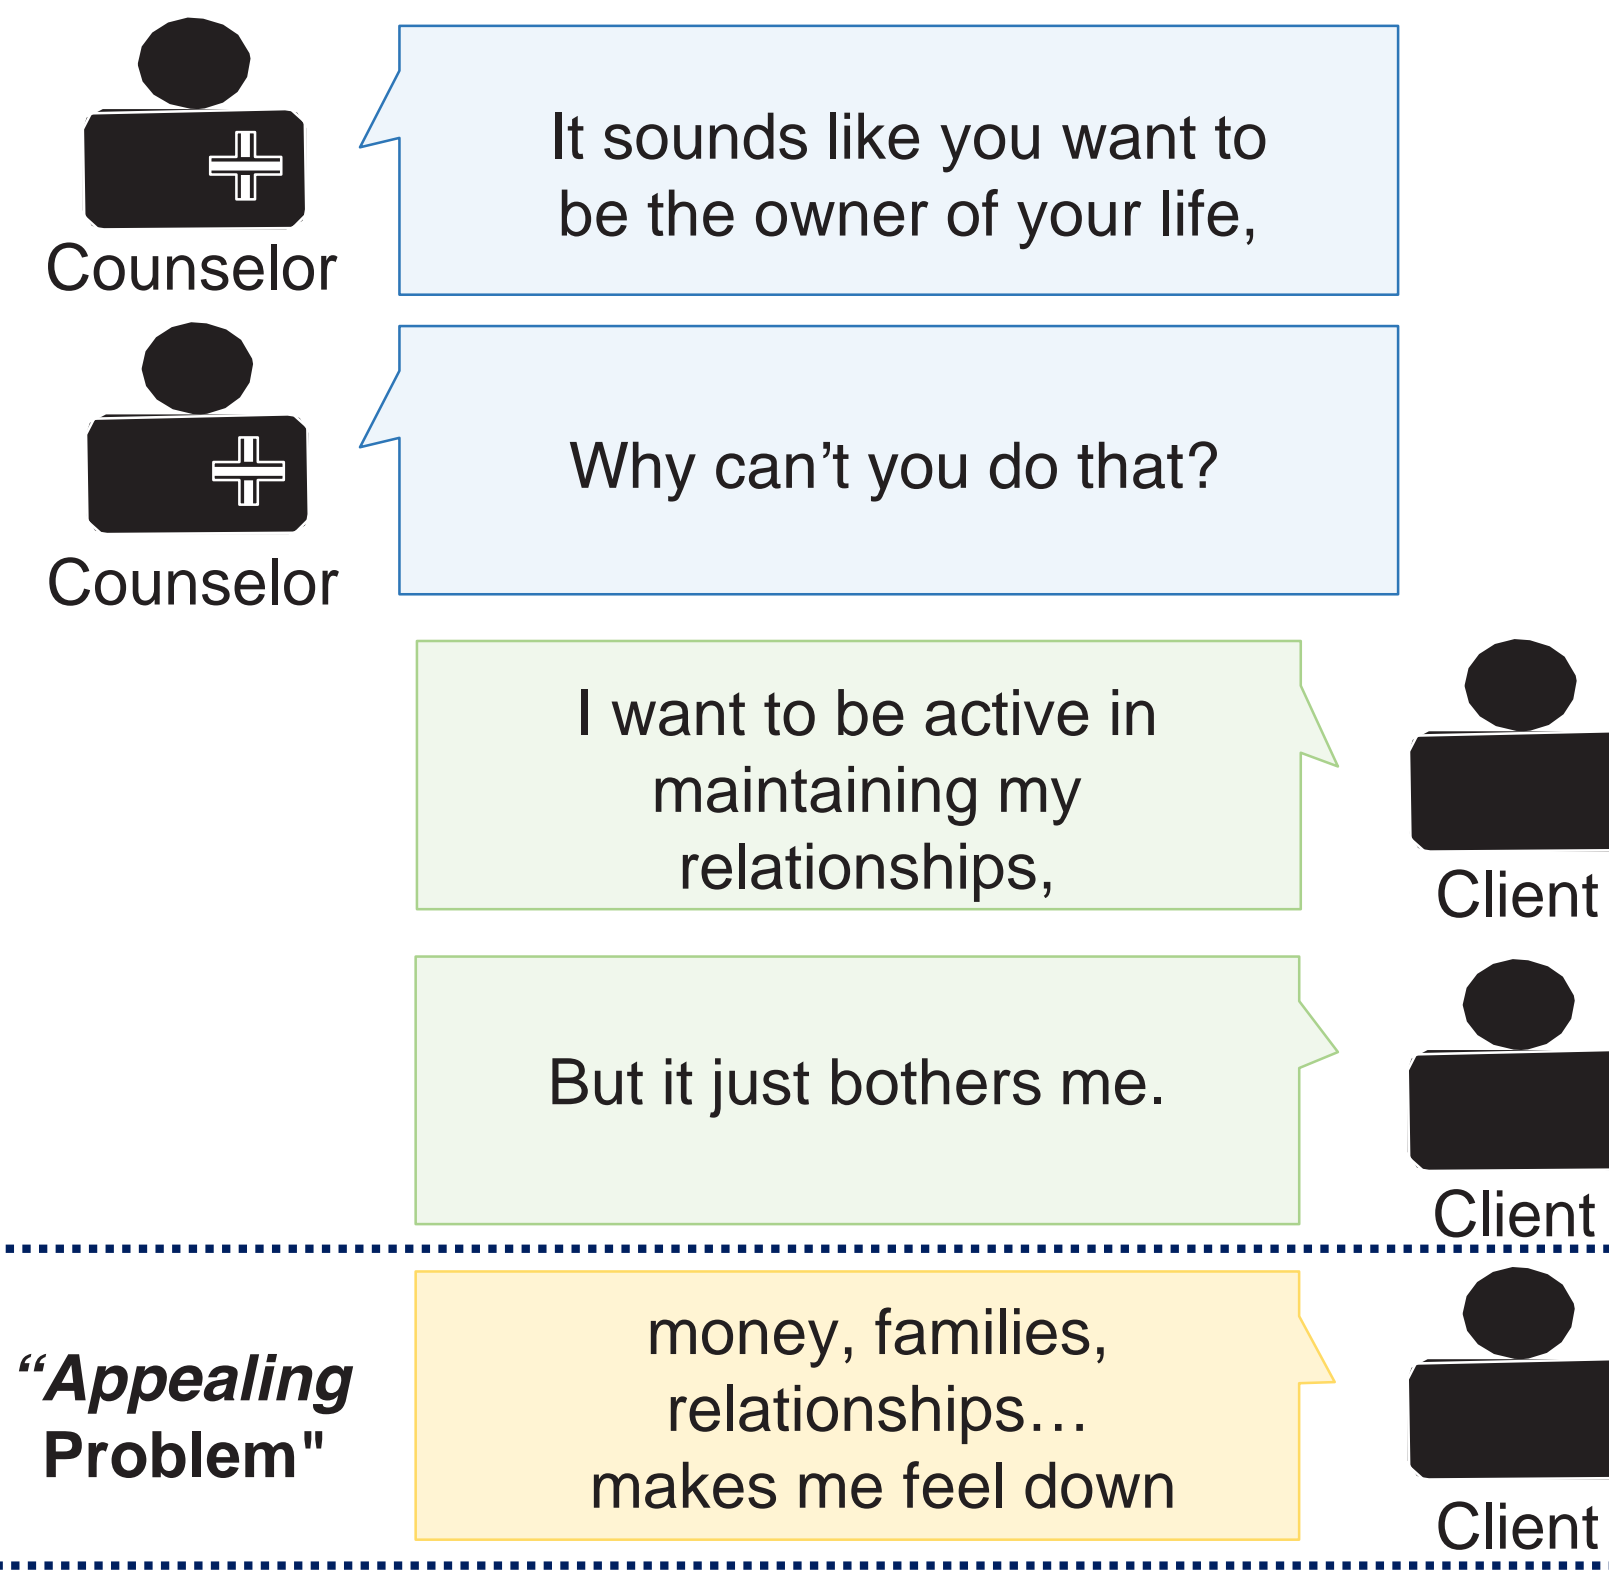 It sounds like you want to
be the owner of your life,
Counselor
Why can’t you do that?
Counselor
I want to be active in
maintaining my
relationships,
Client
But it just bothers me.
Client
“Appealing
Problem"
money, families,
relationships…
makes me feel down
Client